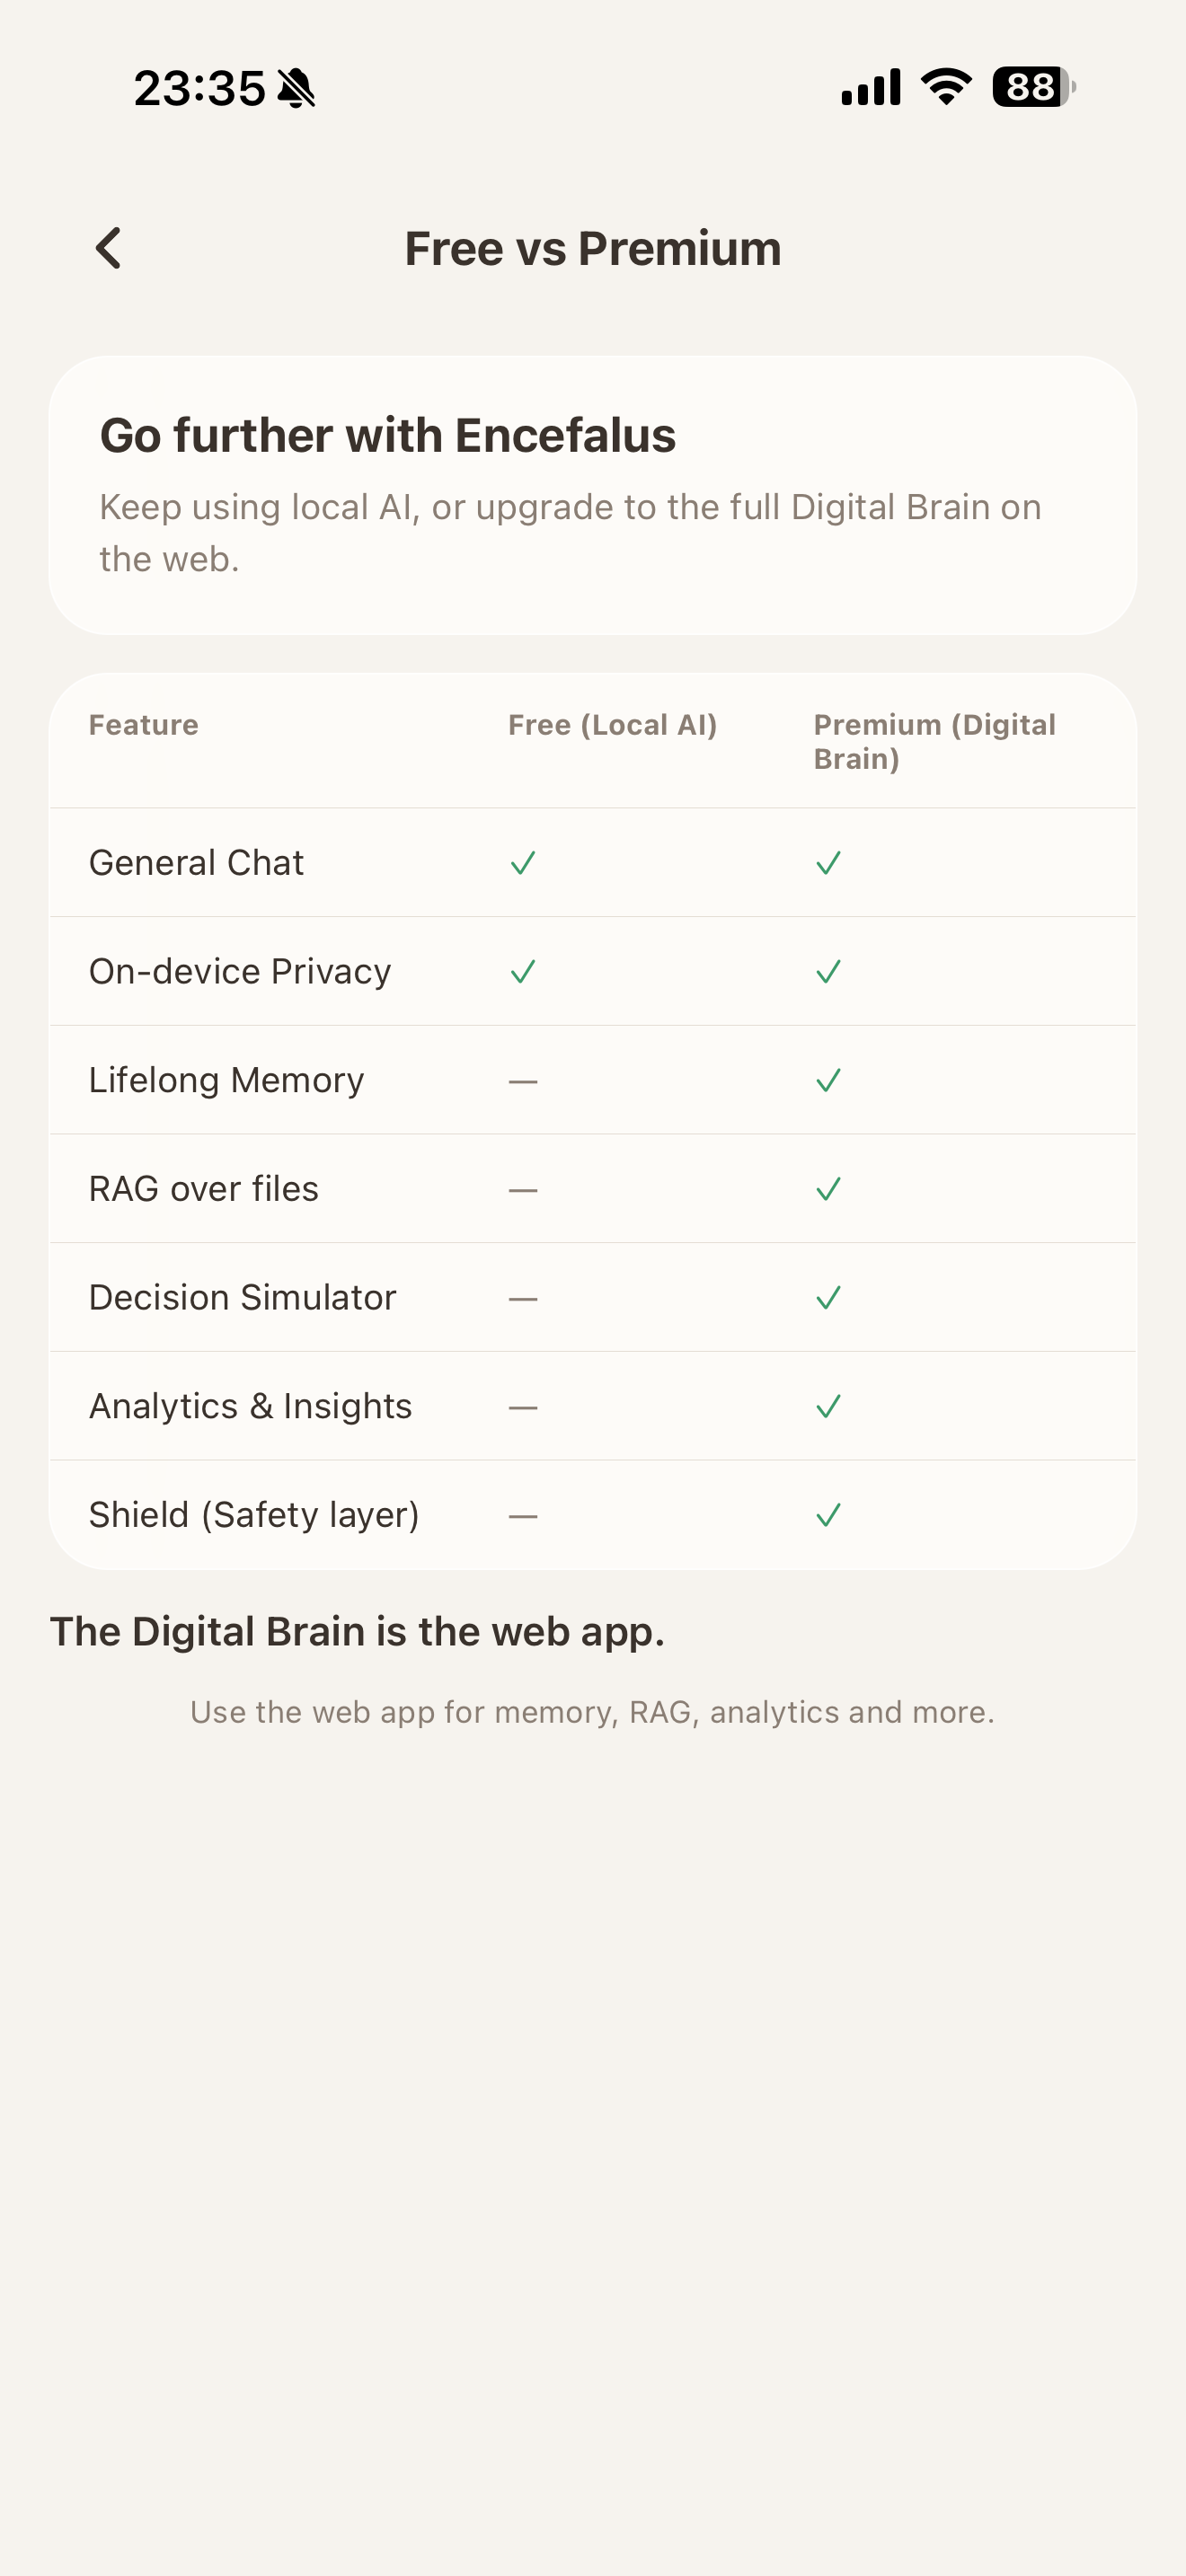 23:35
88
Free vs Premium
Go further with Encefalus
Keep using local AI, or upgrade to the full Digital Brain on
the web.
Feature Free (Local AI) Premium (Digital
Brain)
General Chat ✓ ✓
On-device Privacy ✓ ✓
Lifelong Memory — ✓
RAG over files — ✓
Decision Simulator — ✓
Analytics & Insights — ✓
Shield (Safety layer) — ✓
The Digital Brain is the web app.
Use the web app for memory, RAG, analytics and more.